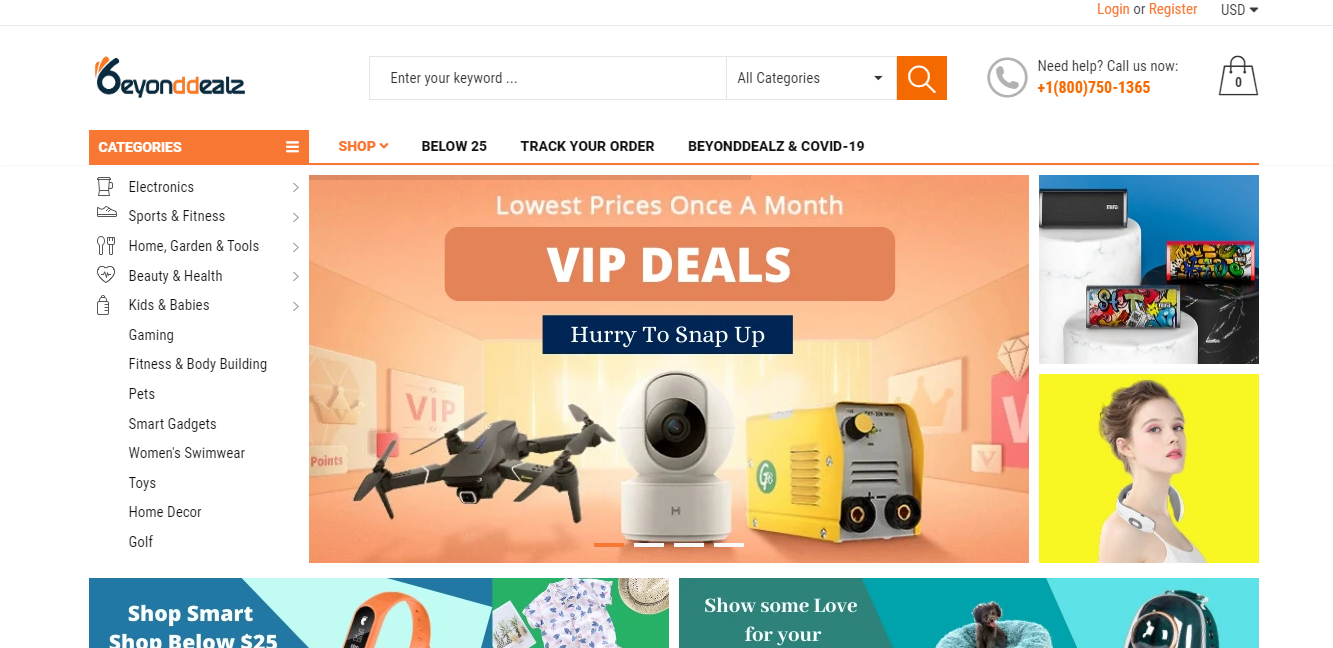 Login or Register USD
Beyonddealz
Enter your keyword ...
All Categories
Need help? Call us now:
+1(800)750-1365
0
CATEGORIES
SHOP
BELOW 25
TRACK YOUR ORDER
BEYONDDEALZ & COVID-19
Electronics
Sports & Fitness
Home, Garden & Tools
Beauty & Health
Kids & Babies
Gaming
Fitness & Body Building
Pets
Smart Gadgets
Women's Swimwear
Toys
Home Decor
Golf
Lowest Prices Once A Month
VIP DEALS
Hurry To Snap Up
VIP
Points
Shop Smart
Shop Below $25
Show some Love
for your